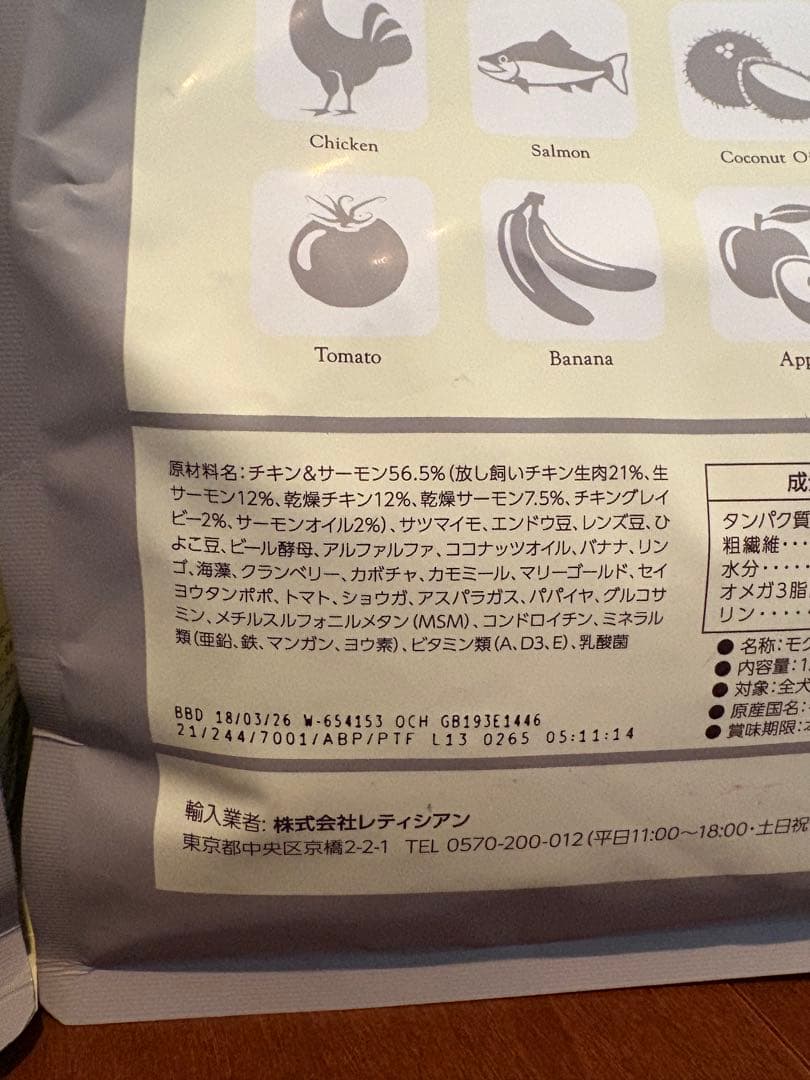 Chicken
Salmon
Coconut O
Tomato
Banana
App
原材料名:チキン&サーモン56.5%(放し飼いチキン生肉21%、生
サーモン12%、乾燥チキン12%、乾燥サーモン7.5%、チキングレイ
ビー2%、サーモンオイル2%)、サツマイモ、エンドウ豆、レンズ豆、ひ
よこ豆、ビール酵母、アルファルファ、ココナッツオイル、バナナ、リン
ゴ、海藻、クランベリー、カボチャ、カモミール、マリーゴールド、セイ
ヨウタンポポ、トマト、ショウガ、アスパラガス、パパイヤ、グルコサ
ミン、メチルスルフォニルメタン(MSM)、コンドロイチン、ミネラル
類(亜鉛、鉄、マンガン、ヨウ素)、ビタミン類(A、D3、E)、乳酸菌
BBD 18/03/26 W-654153 OCH GB193E1446
21/244/7001/ABP/PTF L13 0265 05:11:14
成
タンパク質
粗繊維・・・
水分・・・・・
オメガ3脂
リン・・・・・
●名称:モグ
●内容量:1
●対象:全犬
●原産国名:
●賞味期限:
輸入業者:株式会社レティシアン
東京都中央区京橋2-2-1 TEL 0570-200-012(平日11:00〜18:00・土日祝